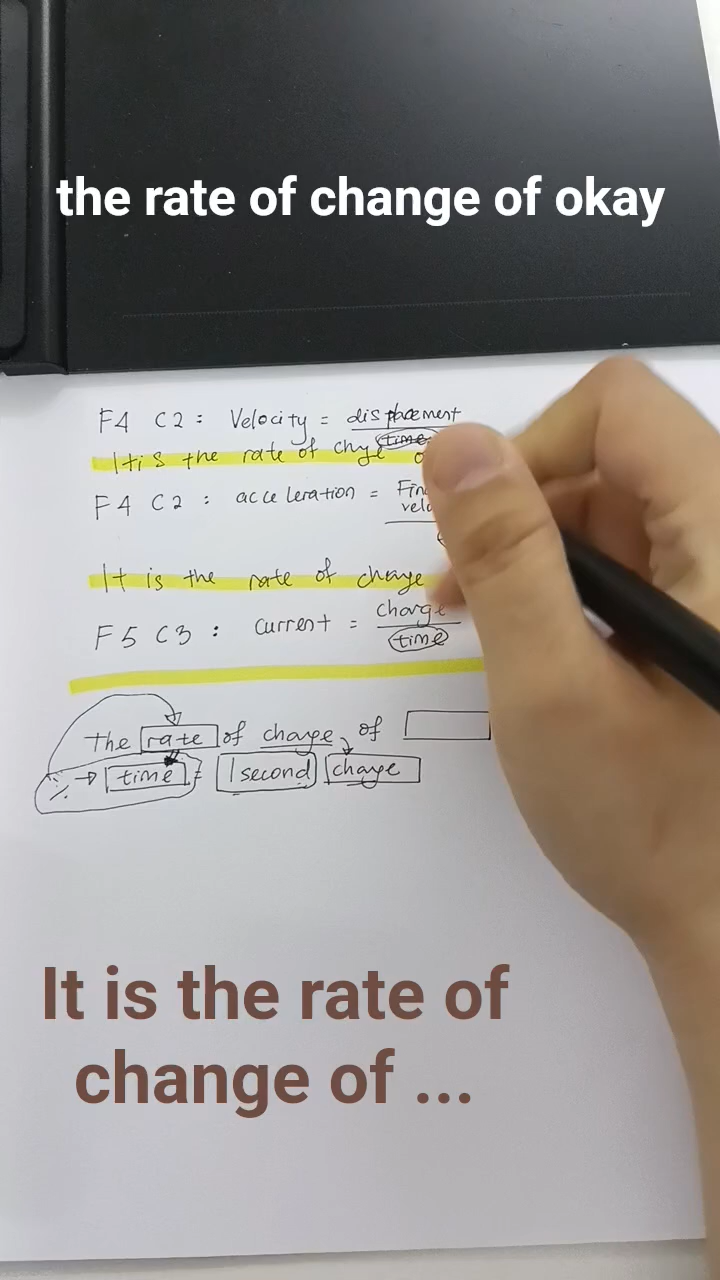 the rate of change of okay
F4 C2 : Velocity = displacement
time
It is the rate of chnge
F4 C2 : acceleration =
It is the rate of change
F5 C3 : Current = charge
time
The rate of change of
% → time = 1 second change
It is the rate of
change of ...